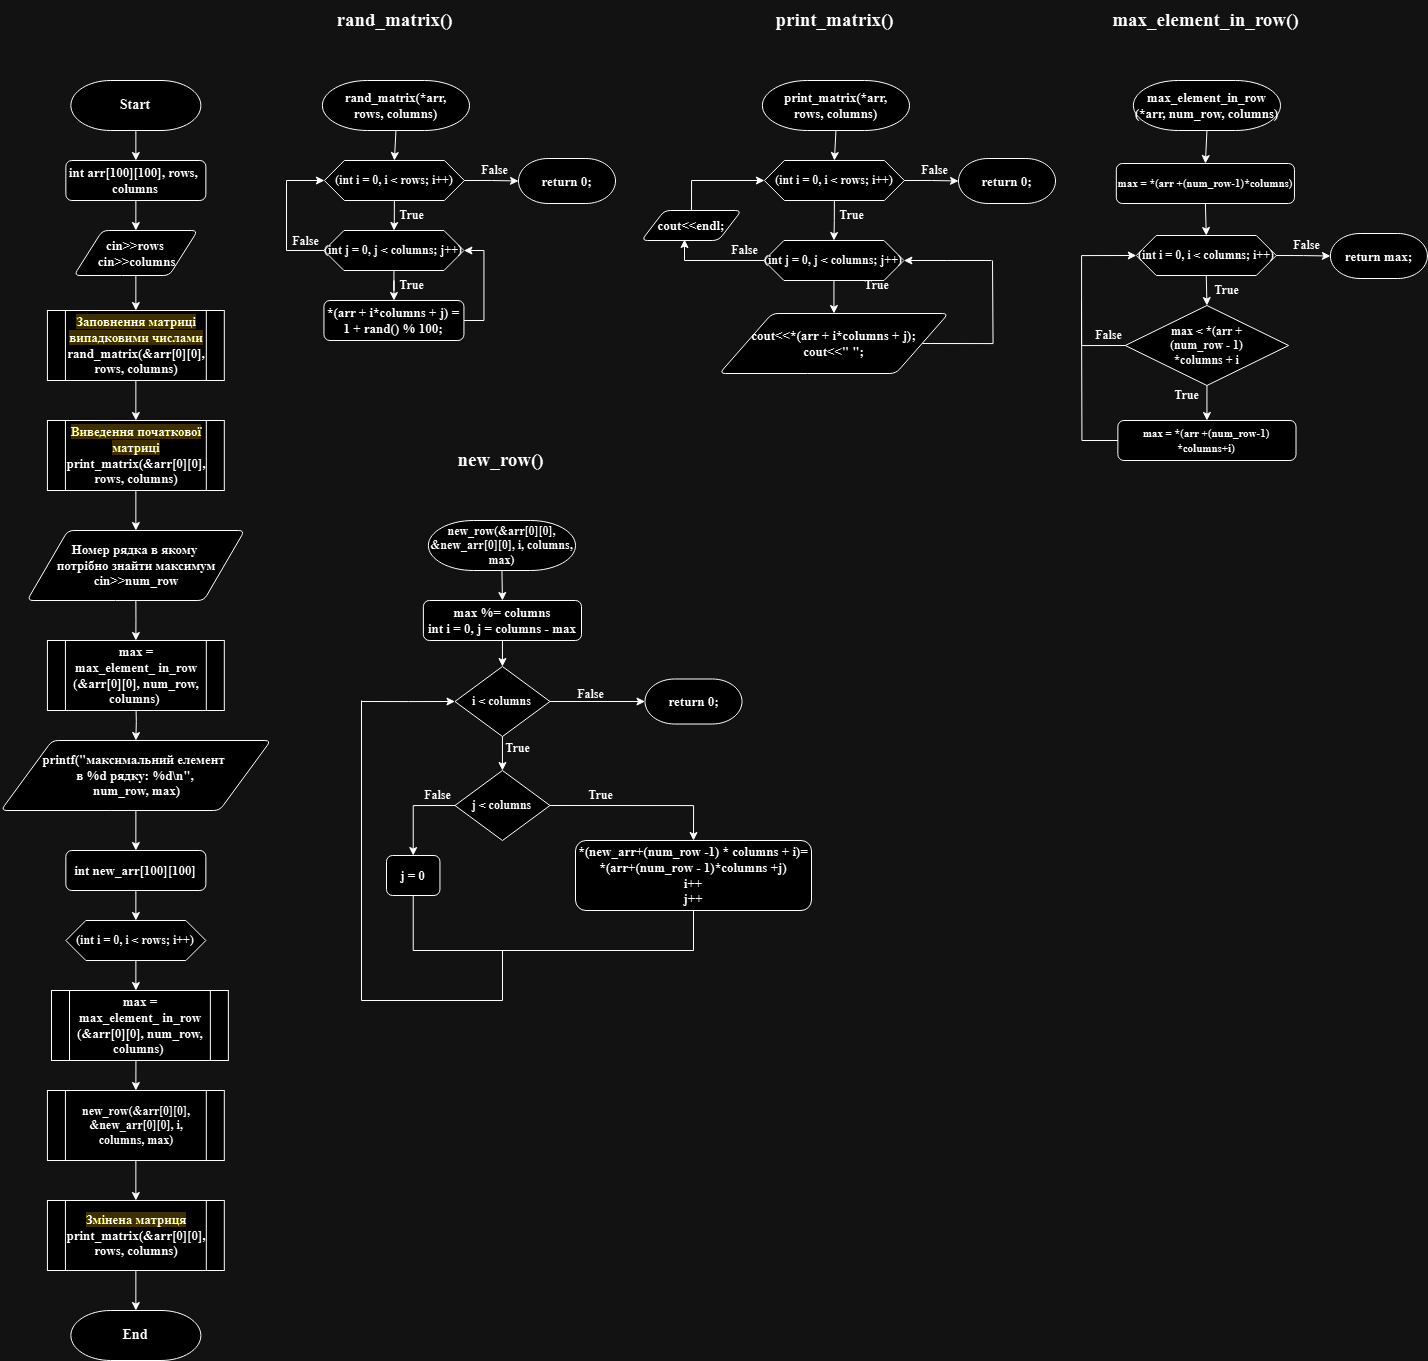 rand_matrix()
print_matrix()
max_element_in_row()
Start
int arr[100][100], rows,
columns
cin>>rows
cin>>columns
Заповнення матриці
випадковими числами
rand_matrix(&arr[0][0],
rows, columns)
Виведення початкової
матриці
print_matrix(&arr[0][0],
rows, columns)
Номер рядка в якому
потрібно знайти максимум
cin>>num_row
max =
max_element_ in_row
(&arr[0][0], num_row,
columns)
printf("максимальний елемент
в %d рядку: %d\n",
num_row, max)
int new_arr[100][100]
(int i = 0, i < rows; i++)
max =
max_element_ in_row
(&arr[0][0], num_row,
columns)
new_row(&arr[0][0],
&new_arr[0][0], i,
columns, max)
Змінена матриця
print_matrix(&arr[0][0],
rows, columns)
End
rand_matrix(*arr,
rows, columns)
(int i = 0, i < rows; i++)
False
return 0;
True
False
(int j = 0, j < columns; j++)
True
*(arr + i*columns + j) =
1 + rand() % 100;
print_matrix(*arr,
rows, columns)
(int i = 0, i < rows; i++)
False
return 0;
True
cout<<endl;
False
(int j = 0, j < columns; j++)
True
cout<<*(arr + i*columns + j);
cout<<" ";
max_element_in_row
(*arr, num_row, columns)
max = *(arr +(num_row-1)*columns)
(int i = 0, i < columns; i++)
False
return max;
True
False
max < *(arr +
(num_row - 1)
*columns + i
True
max = *(arr +(num_row-1)
*columns+i)
new_row()
new_row(&arr[0][0],
&new_arr[0][0], i, columns,
max)
max %= columns
int i = 0, j = columns - max
i < columns
False
return 0;
True
False
j < columns
True
j = 0
*(new_arr+(num_row -1) * columns + i)=
*(arr+(num_row - 1)*columns +j)
i++
j++